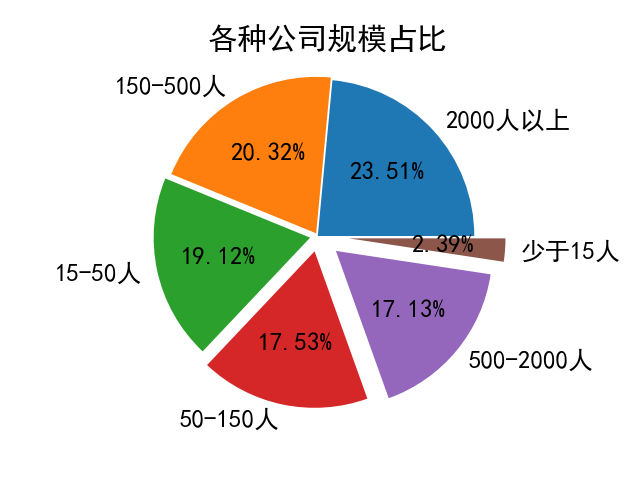 各种公司规模占比
150-500人
2000人以上
20.32%
23.51%
2.39%
少于15人
19.12%
15-50人
17.13%
17.53%
500-2000人
50-150人